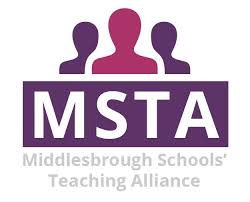 MSTA
Middlesbrough Schools'
Teaching Alliance